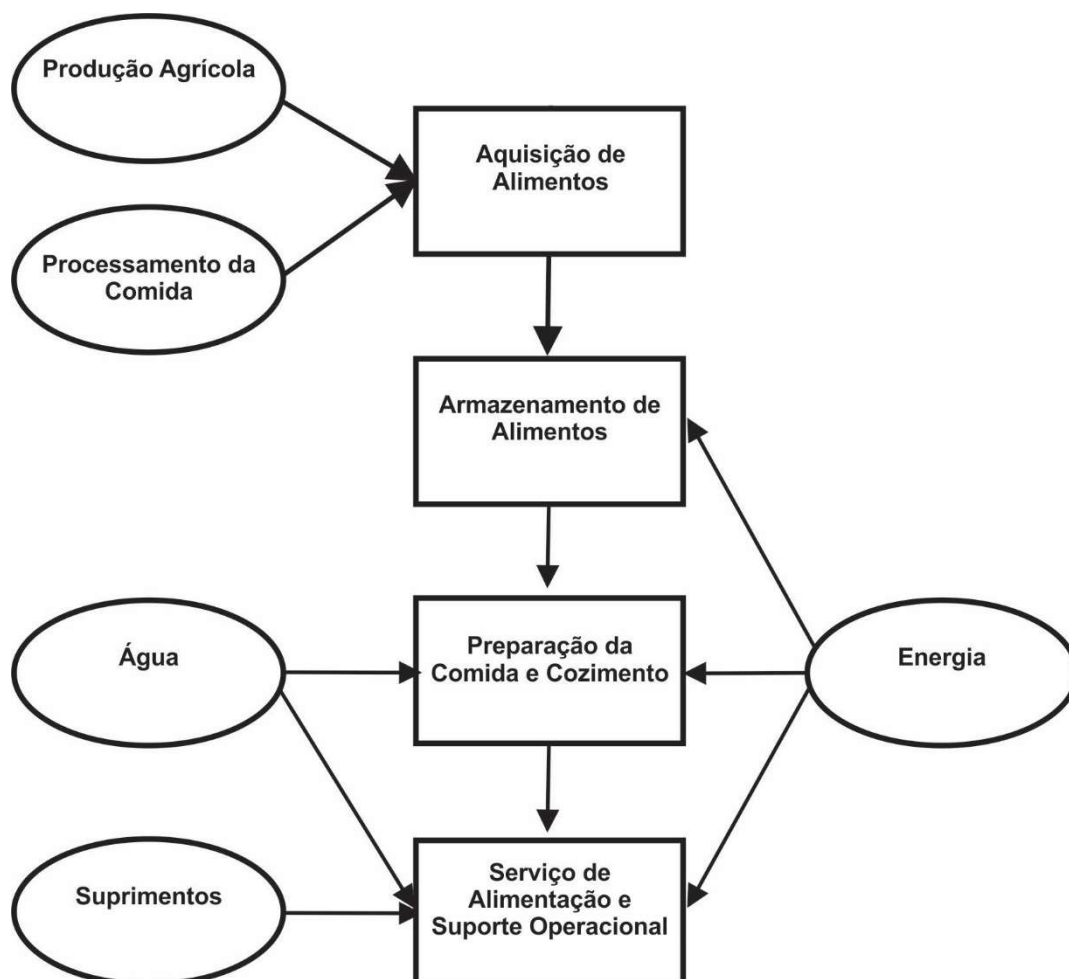 Produção Agrícola
Aquisição de
Alimentos
Processamento da
Comida
Armazenamento de
Alimentos
Água
Preparação da
Comida e Cozimento
Energia
Suprimentos
Serviço de
Alimentação e
Suporte Operacional